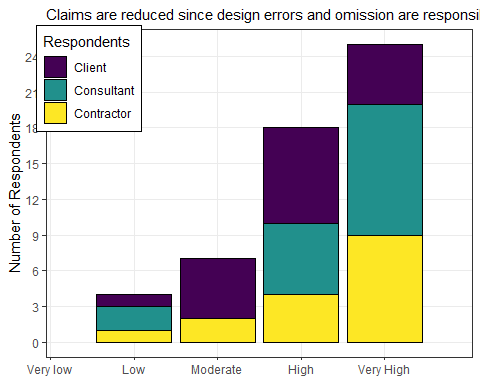 Claims are reduced since design errors and omission are
Respondents
Client
Consultant
Contractor
Number of Respondents
24
21
18
15
12
9
6
3
0
Very low
Low
Moderate
High
Very High